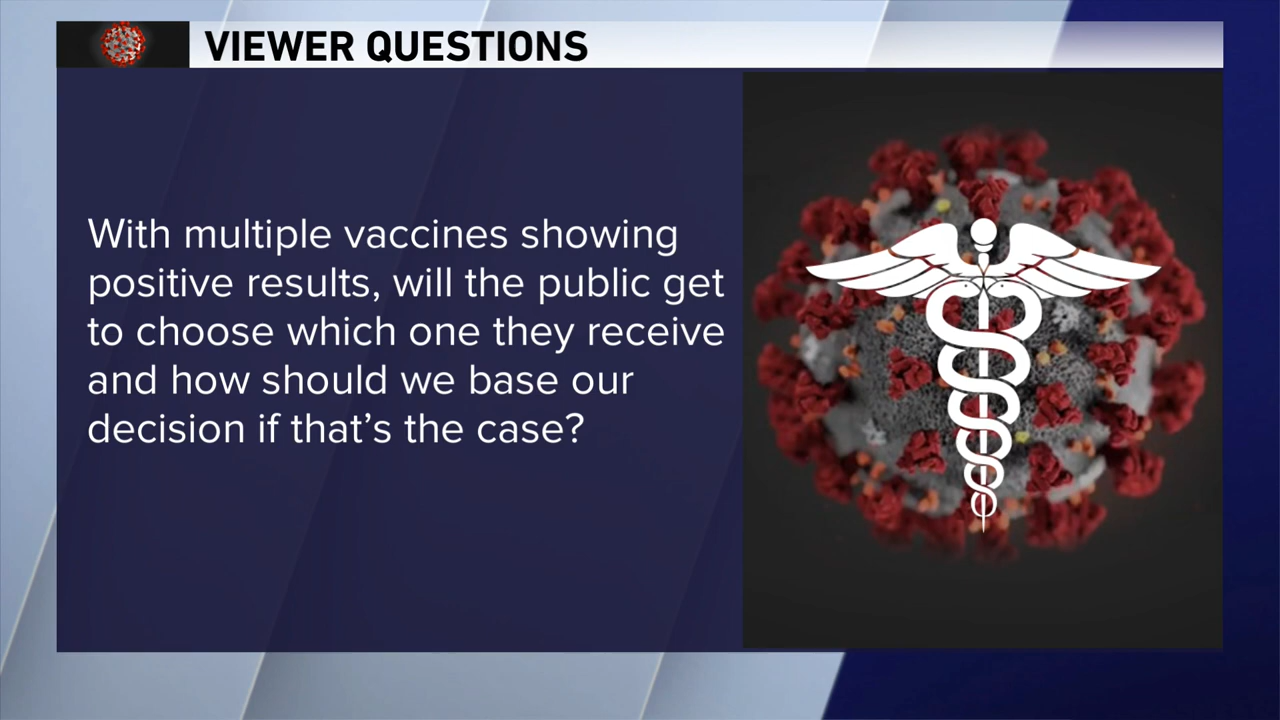 VIEWER QUESTIONS
With multiple vaccines showing
positive results, will the public get
to choose which one they receive
and how should we base our
decision if that’s the case?